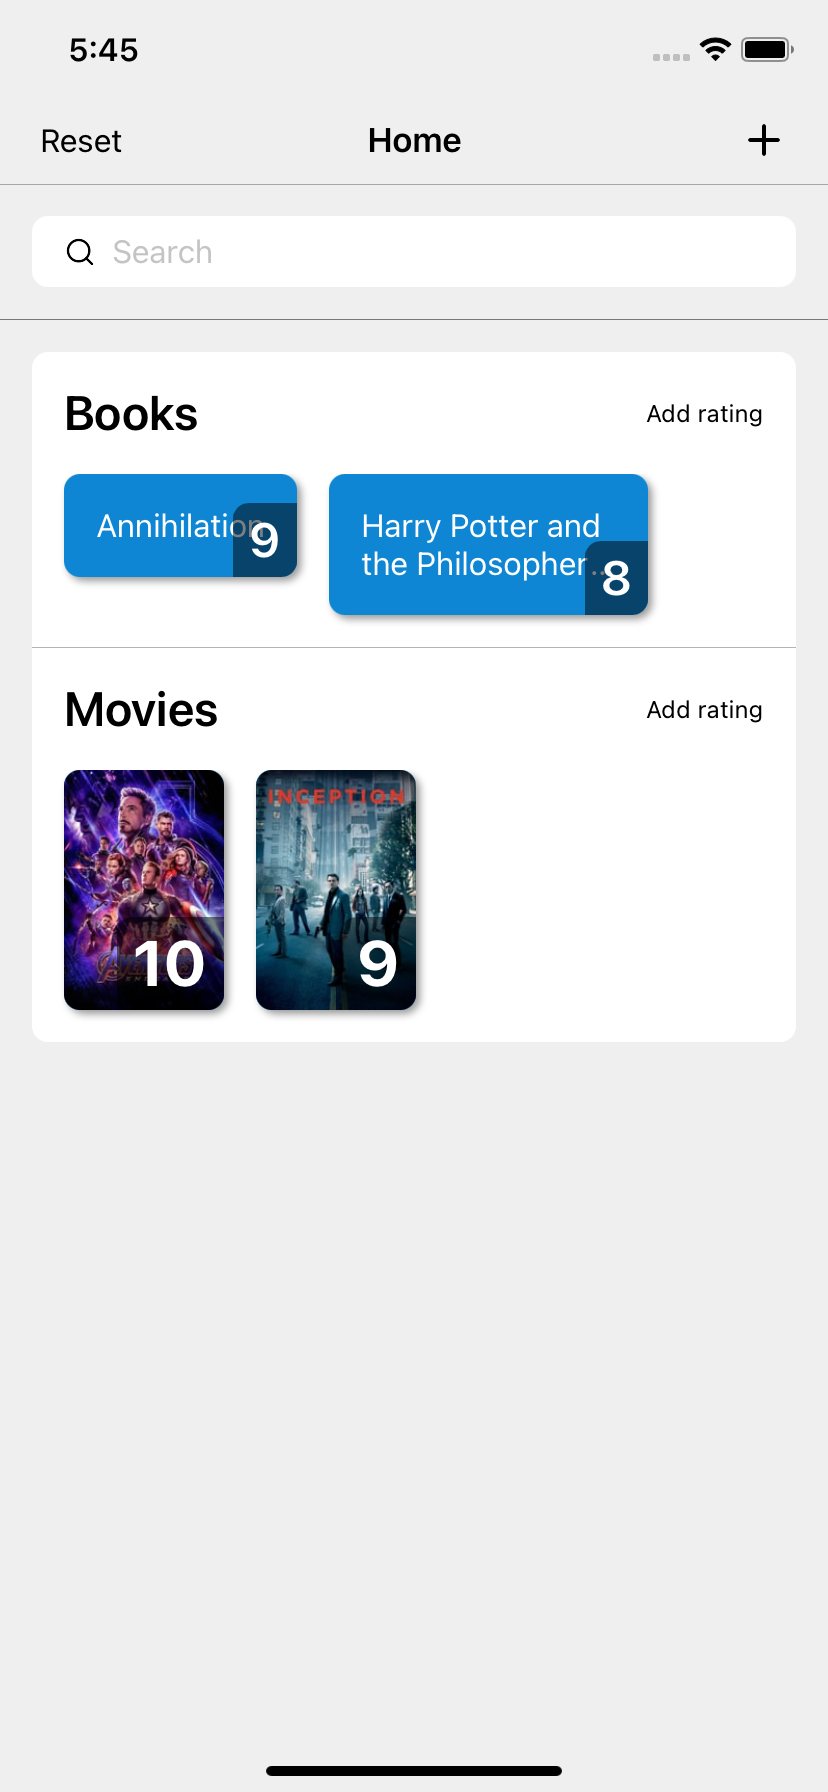 5:45
Reset
Home
Search
Books
Add rating
Annihilation
9
Harry Potter and
the Philosopher...
8
Movies
Add rating
10
INCEPTION
9